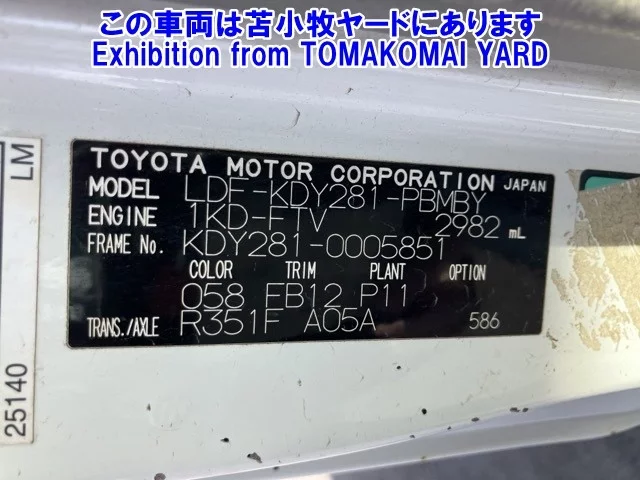 この車両は苫小牧ヤードにあります
Exhibition from TOMAKOMAI YARD
TOYOTA MOTOR CORPORATION JAPAN
MODEL LDF-KDY281-PBMBY
ENGINE 1KD-FTV 2982 mL
FRAME No. KDY281-0005851
COLOR TRIM PLANT OPTION
058 FB12 P11
TRANS./AXLE R351F A05A 586
LM
25140